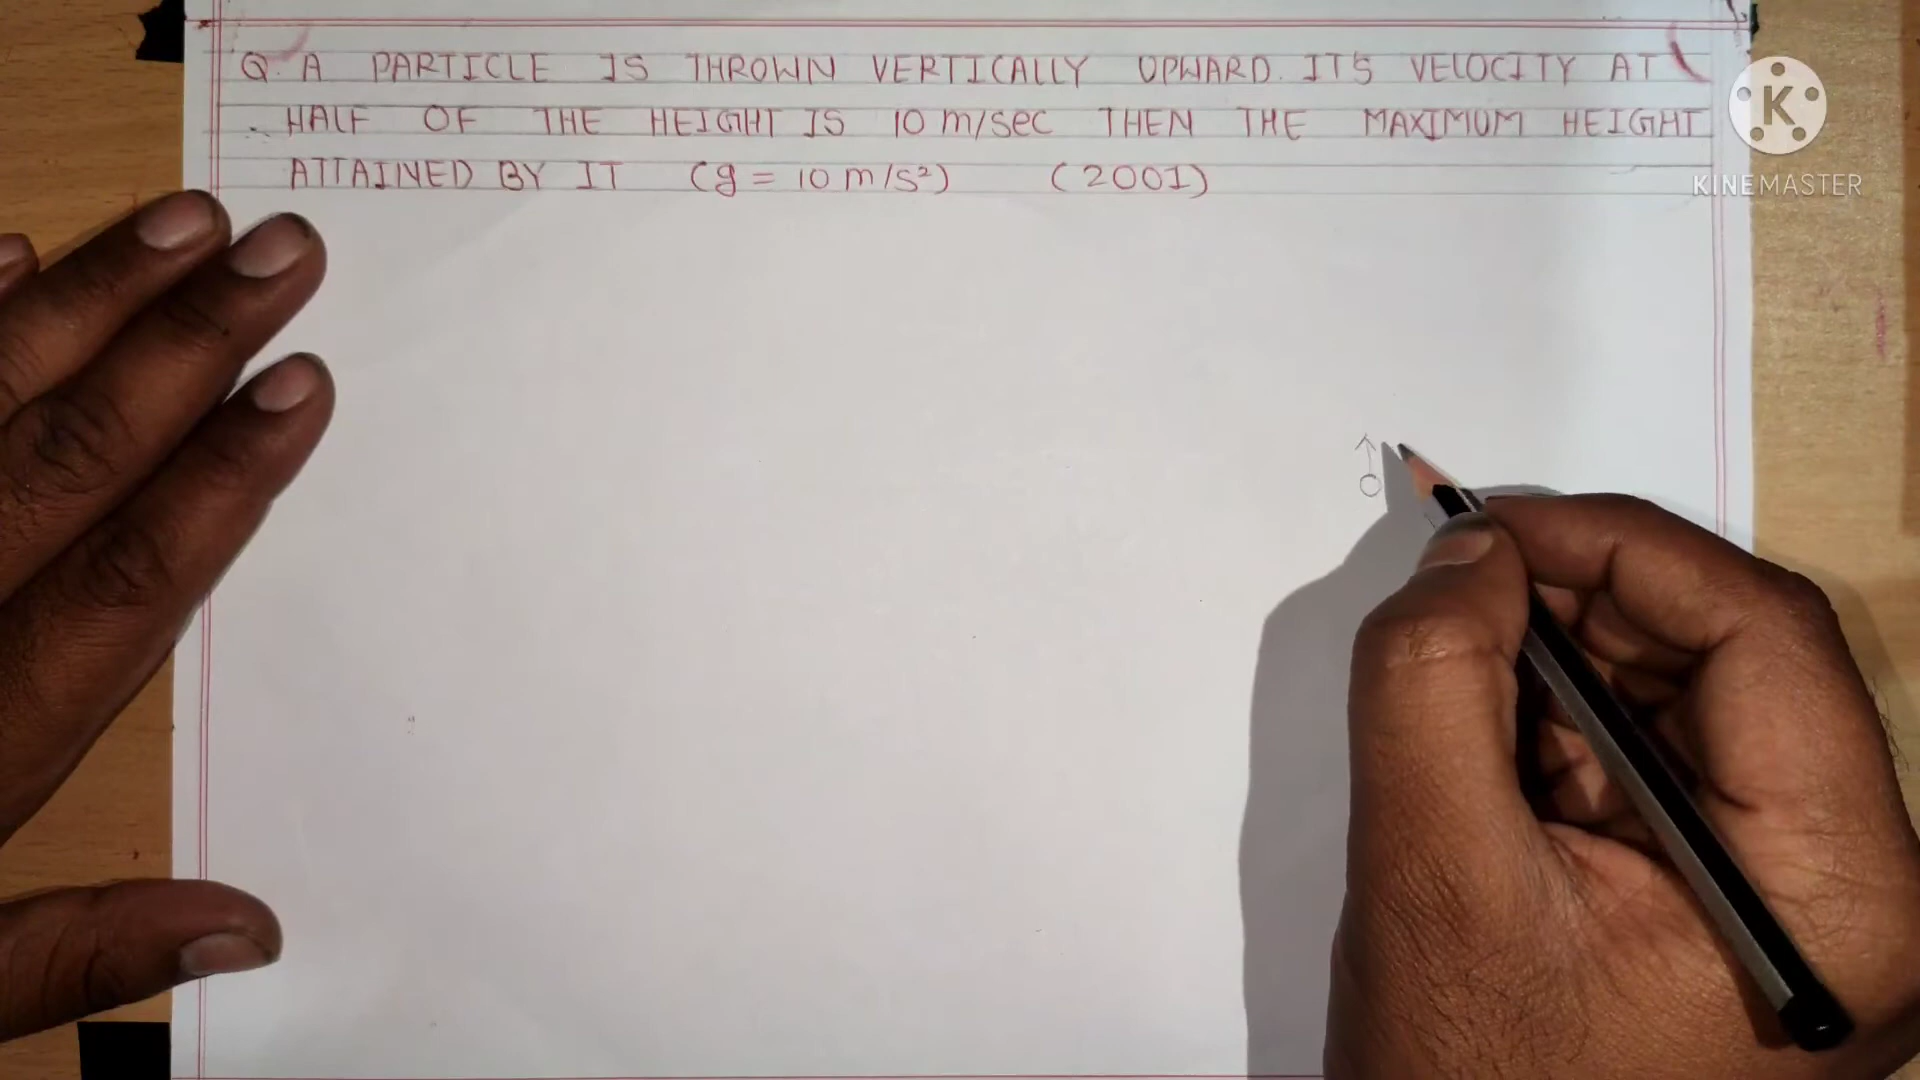 Q. A PARTICLE IS THROWN VERTICALLY UPWARD. IT'S VELOCITY AT
HALF OF THE HEIGHT IS 10 m/sec THEN THE MAXIMUM HEIGHT
ATTAINED BY IT (g = 10 m/s²) (2001)
K
KINEMASTER